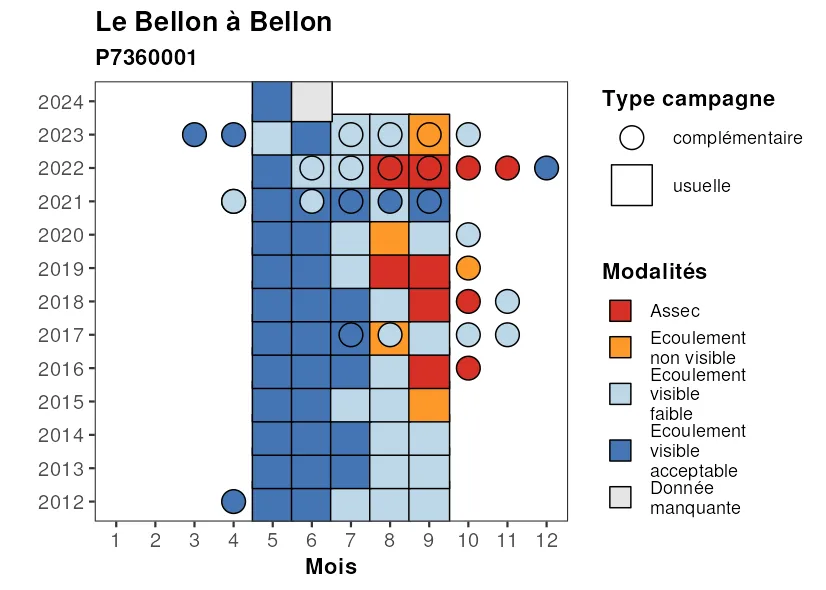 Le Bellon à Bellon
P7360001
2024
2023
2022
2021
2020
2019
2018
2017
2016
2015
2014
2013
2012
1 2 3 4 5 6 7 8 9 10 11 12
Mois
Type campagne
complémentaire
usuelle
Modalités
Assec
Ecoulement
non visible
Ecoulement
visible
faible
Ecoulement
visible
acceptable
Donnée
manquante